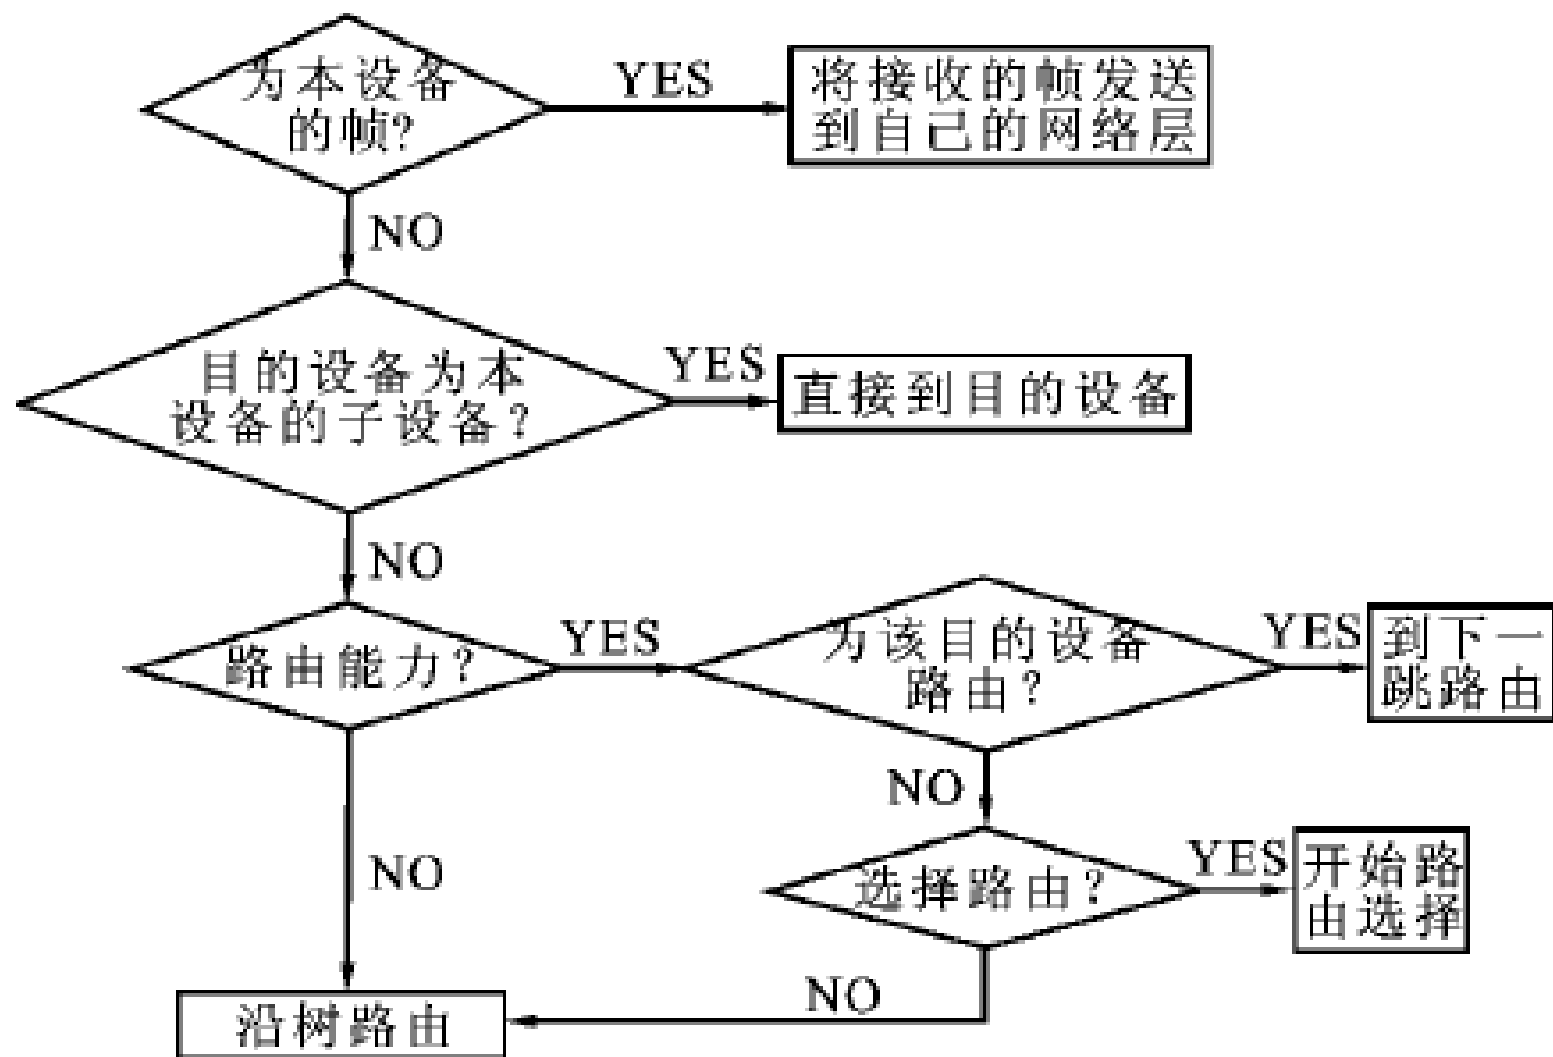 为本设备
的帧?
YES
将接收的帧发送
到自己的网络层
NO
目的设备为本
设备的子设备?
YES
直接到目的设备
NO
路由能力?
YES
为该目的设备
路由?
YES
到下一
跳路由
NO
选择路由?
YES
开始路
由选择
NO
NO
沿树路由